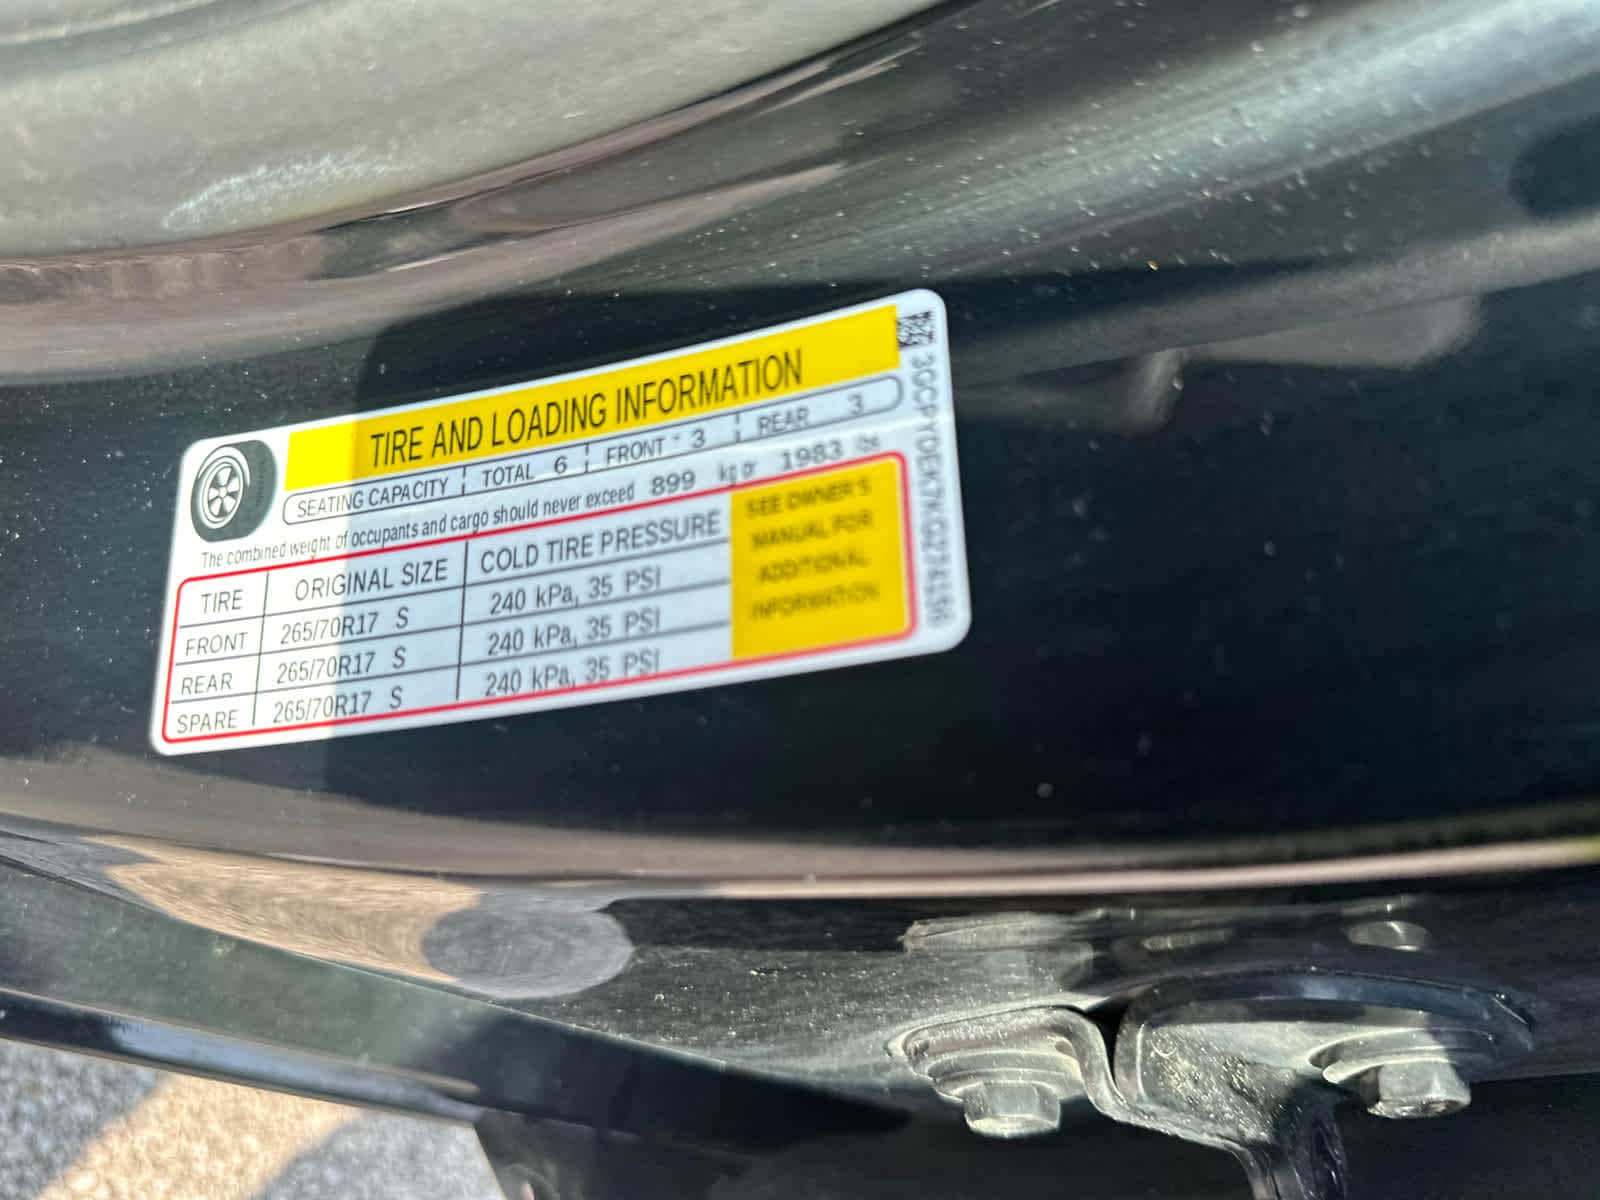 TIRE AND LOADING INFORMATION
SEATING CAPACITY TOTAL 6 FRONT 3 REAR 3
The combined weight of occupants and cargo should never exceed 899 kg or 1983 lbs
TIRE ORIGINAL SIZE COLD TIRE PRESSURE
FRONT 265/70R17 S 240 kPa, 35 PSI
REAR 265/70R17 S 240 kPa, 35 PSI
SPARE 265/70R17 S 240 kPa, 35 PSI
SEE OWNER'S
MANUAL FOR
ADDITIONAL
INFORMATION